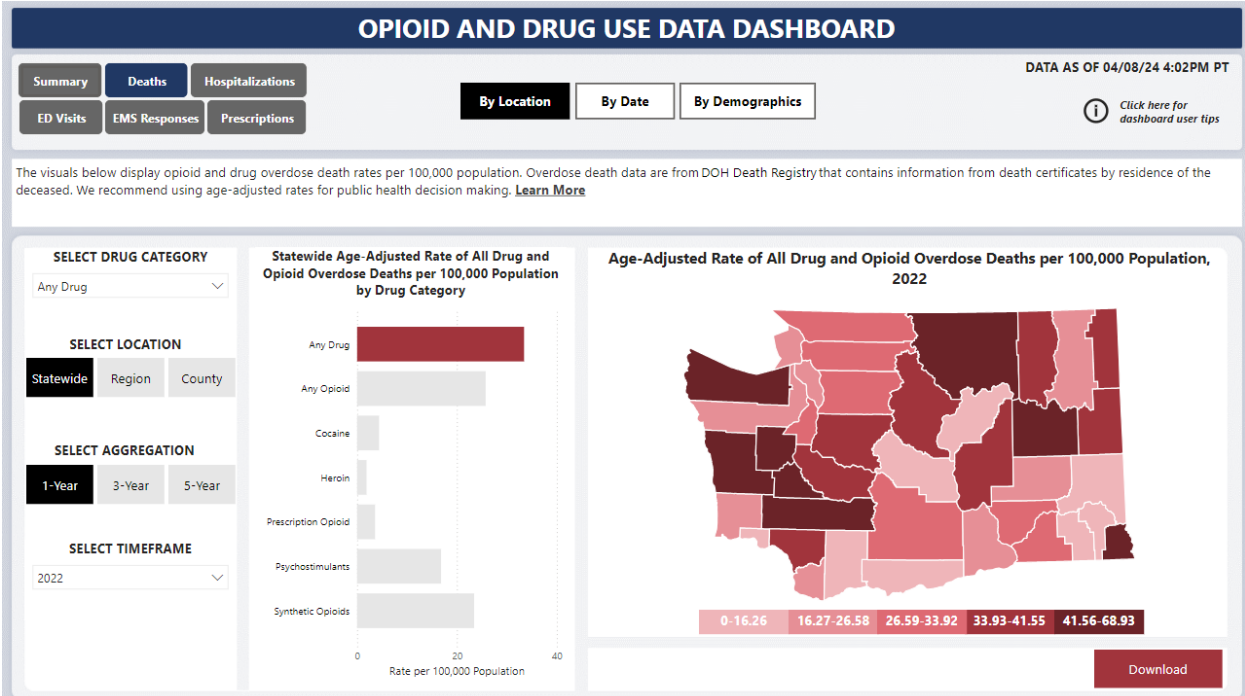 OPIOID AND DRUG USE DATA DASHBOARD
Summary
Deaths
Hospitalizations
ED Visits
EMS Responses
Prescriptions
By Location
By Date
By Demographics
DATA AS OF 04/08/24 4:02PM PT
i
Click here for
dashboard user tips
The visuals below display opioid and drug overdose death rates per 100,000 population. Overdose death data are from DOH Death Registry that contains information from death certificates by residence of the
deceased. We recommend using age-adjusted rates for public health decision making. Learn More
SELECT DRUG CATEGORY
Any Drug
SELECT LOCATION
Statewide
Region
County
SELECT AGGREGATION
1-Year
3-Year
5-Year
SELECT TIMEFRAME
2022
Statewide Age-Adjusted Rate of All Drug and
Opioid Overdose Deaths per 100,000 Population
by Drug Category
Any Drug
Any Opioid
Cocaine
Heroin
Prescription Opioid
Psychostimulants
Synthetic Opioids
0
20
40
Rate per 100,000 Population
Age-Adjusted Rate of All Drug and Opioid Overdose Deaths per 100,000 Population,
2022
0-16.26
16.27-26.58
26.59-33.92
33.93-41.55
41.56-68.93
Download